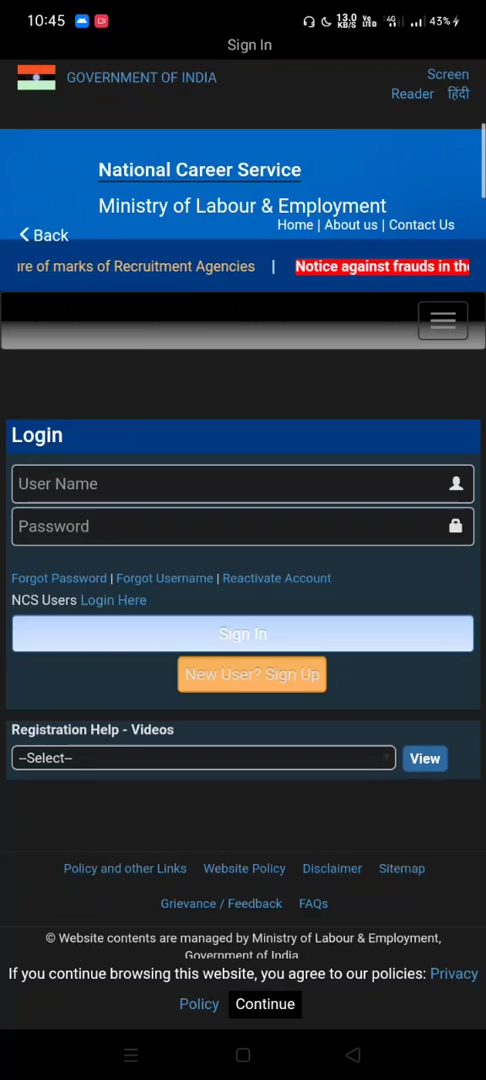 10:45 13.0 KB/S Vo LTE 4G 43%
Sign In
GOVERNMENT OF INDIA
Screen
Reader हिंदी
National Career Service
Ministry of Labour & Employment
Home | About us | Contact Us
Back
ure of marks of Recruitment Agencies | Notice against frauds in the
Login
User Name
Password
Forgot Password | Forgot Username | Reactivate Account
NCS Users Login Here
Sign In
New User? Sign Up
Registration Help - Videos
--Select-- View
Policy and other Links Website Policy Disclaimer Sitemap
Grievance / Feedback FAQs
© Website contents are managed by Ministry of Labour & Employment,
Government of India
If you continue browsing this website, you agree to our policies: Privacy
Policy Continue